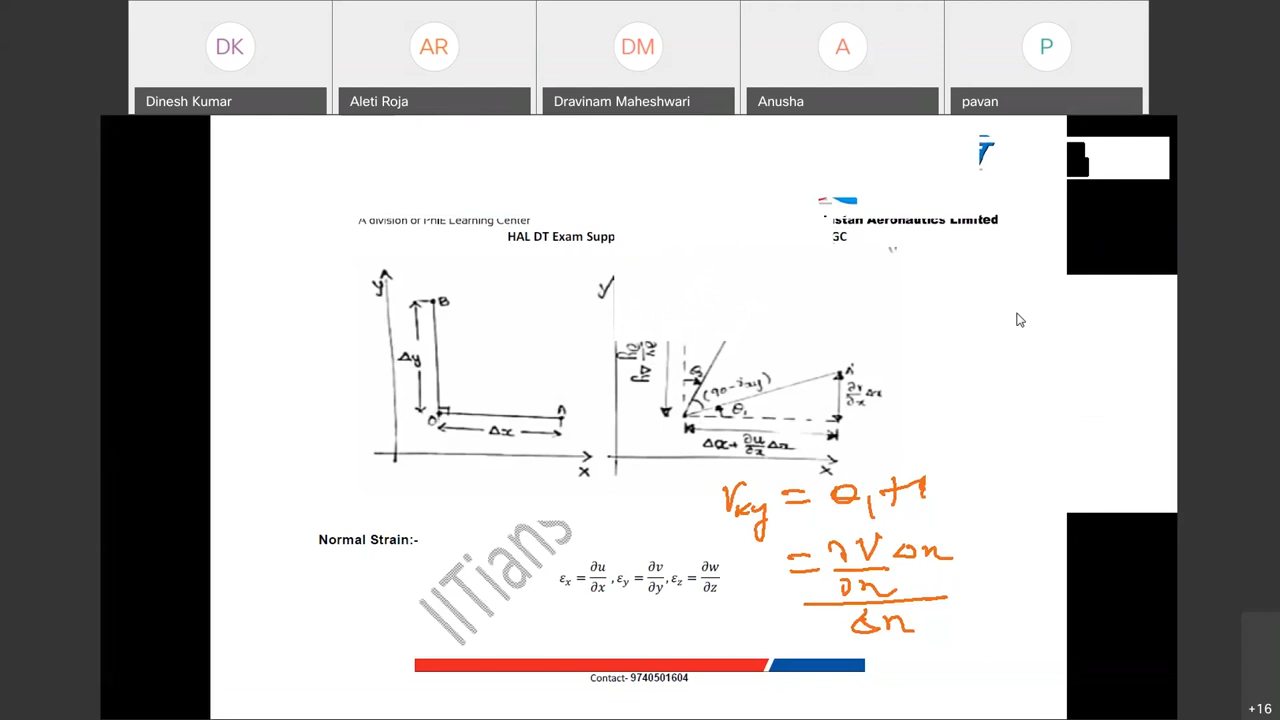 DK
AR
DM
A
P
Dinesh Kumar
Aleti Roja
Dravinam Maheshwari
Anusha
pavan
A division of PhIE Learning Center
stan Aeronautics Limited
HAL DT Exam Supp
GC
y
B
Δy
O
A
Δx
x
y
∂v/∂y Δy
θ₂
(90-γxy)
θ₁
A'
∂v/∂x Δx
Δx+ ∂u/∂x Δx
x
γxy = θ₁ +
= ∂v/∂x Δx
Δx
Normal Strain:-
εx = ∂u/∂x , εy = ∂v/∂y, εz = ∂w/∂z
IITians
Contact- 9740501604
+16